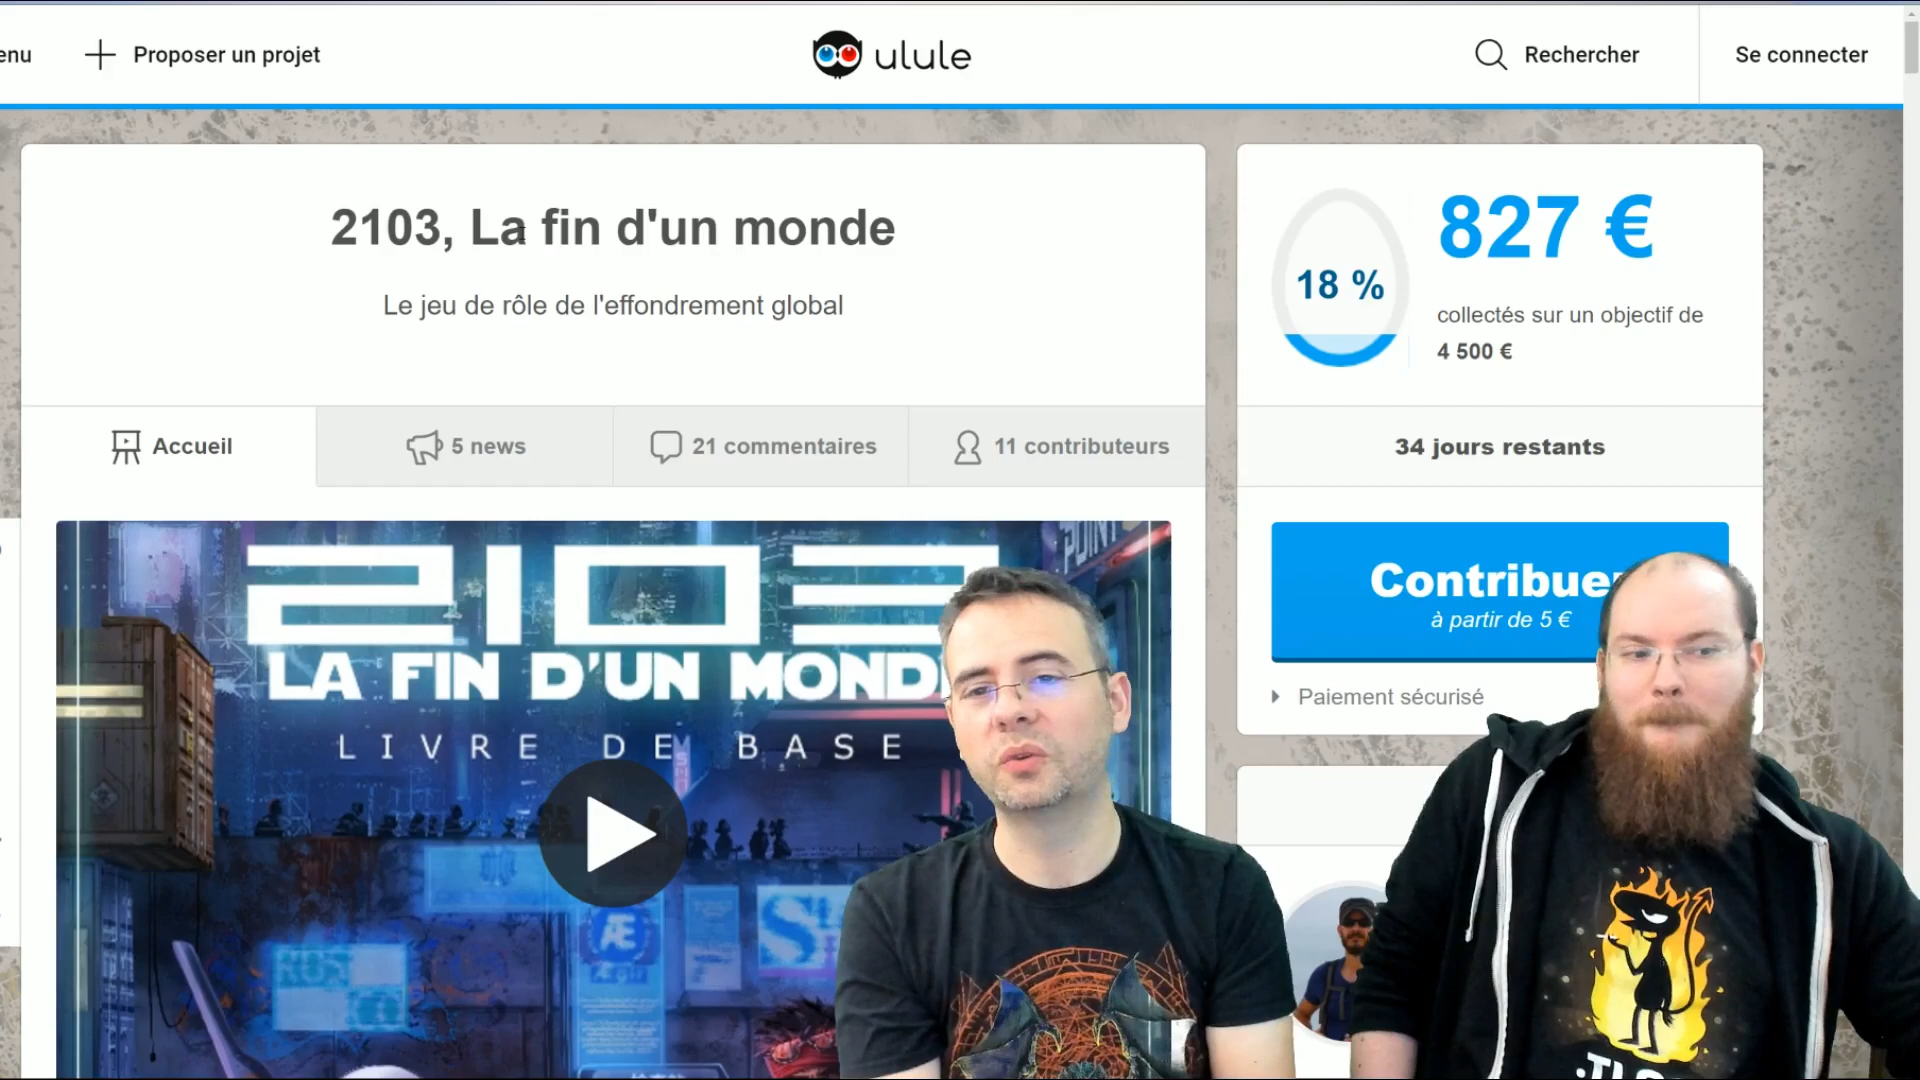 enu
Proposer un projet
ulule
Rechercher
Se connecter
2103, La fin d'un monde
Le jeu de rôle de l'effondrement global
18 %
827 €
collectés sur un objectif de
4 500 €
Accueil
5 news
21 commentaires
11 contributeurs
34 jours restants
Contribue
à partir de 5 €
Paiement sécurisé
POINT
2103
LA FIN D'UN MOND
LIVRE DE BASE
Æ